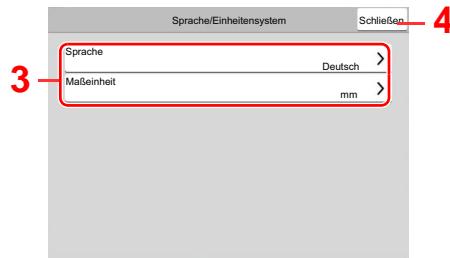 Sprache/Einheitensystem
Schließen
4
3
Sprache
Deutsch
Maßeinheit
mm